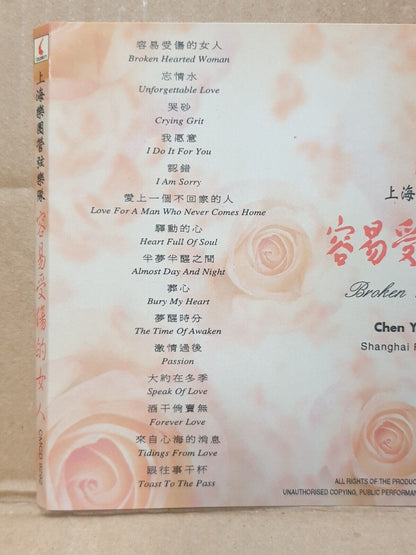 上海樂團管弦樂隊 容易受傷的女人 CMCD 8292
容易受傷的女人
Broken Hearted Woman
忘情水
Unforgettable Love
哭砂
Crying Grit
我愿意
I Do It For You
認錯
I Am Sorry
愛上一個不回家的人
Love For A Man Who Never Comes Home
驛動的心
Heart Full Of Soul
半夢半醒之間
Almost Day And Night
葬心
Bury My Heart
夢醒時分
The Time Of Awaken
激情過後
Passion
大約在冬季
Speak Of Love
酒干倘賣無
Forever Love
來自心海的消息
Tidings From Love
跟往事干杯
Toast To The Pass
上海
容易受
Broken
Chen Y
Shanghai
ALL RIGHTS OF THE PRODUC
UNAUTHORISED COPYING, PUBLIC PERFORMAN